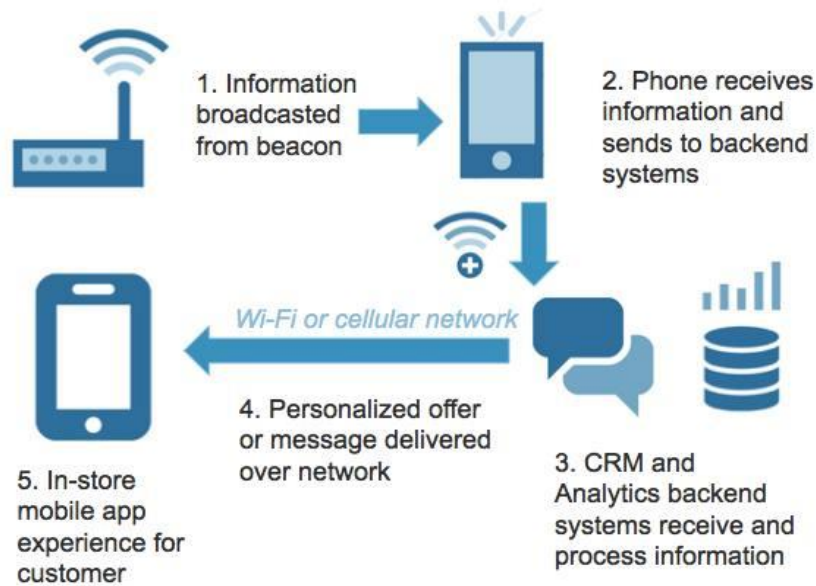 1. Information
broadcasted
from beacon
2. Phone receives
information and
sends to backend
systems
Wi-Fi or cellular network
4. Personalized offer
or message delivered
over network
3. CRM and
Analytics backend
systems receive and
process information
5. In-store
mobile app
experience for
customer